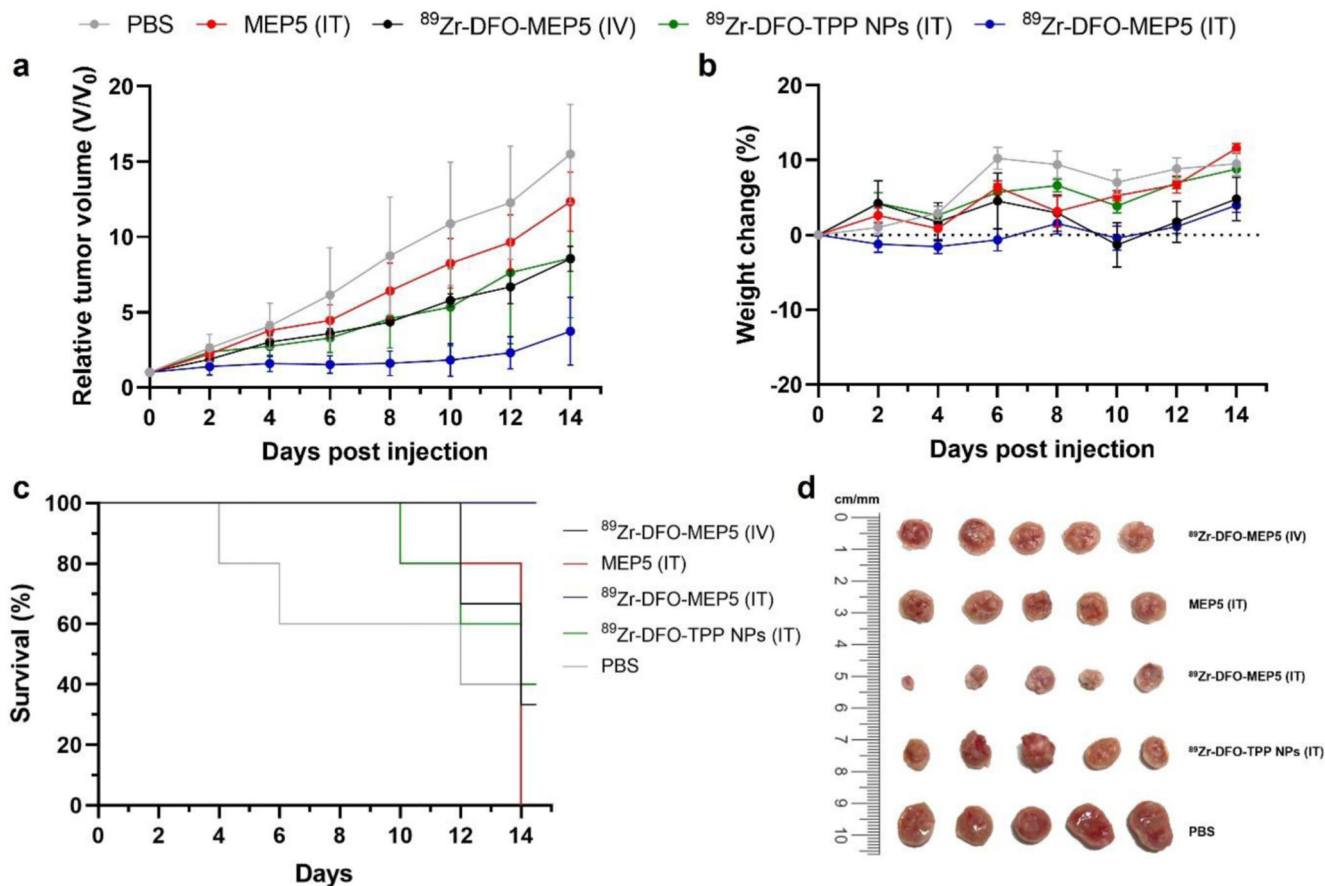 PBS MEP5 (IT) ⁸⁹Zr-DFO-MEP5 (IV) ⁸⁹Zr-DFO-TPP NPs (IT) ⁸⁹Zr-DFO-MEP5 (IT)
a
Relative tumor volume (V/V₀)
20
15
10
5
0
0 2 4 6 8 10 12 14
Days post injection
b
Weight change (%)
20
10
0
-10
-20
0 2 4 6 8 10 12 14
Days post injection
c
Survival (%)
100
80
60
40
20
0
0 2 4 6 8 10 12 14
Days
⁸⁹Zr-DFO-MEP5 (IV)
MEP5 (IT)
⁸⁹Zr-DFO-MEP5 (IT)
⁸⁹Zr-DFO-TPP NPs (IT)
PBS
d
cm/mm
0
1
2
3
4
5
6
7
8
9
10
⁸⁹Zr-DFO-MEP5 (IV)
MEP5 (IT)
⁸⁹Zr-DFO-MEP5 (IT)
⁸⁹Zr-DFO-TPP NPs (IT)
PBS